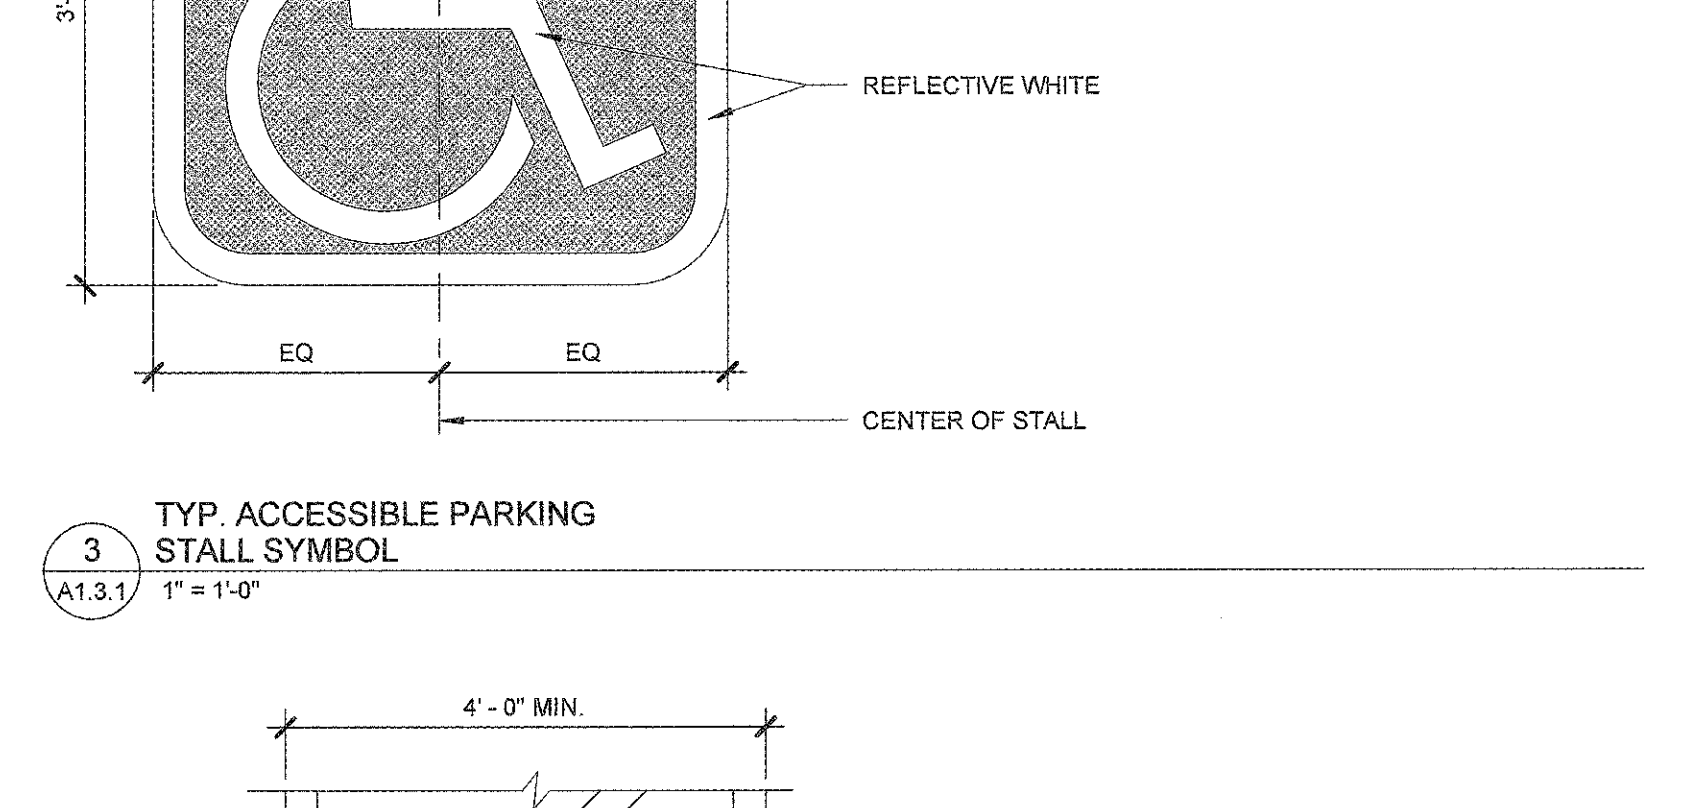 3'-
REFLECTIVE WHITE
EQ EQ
CENTER OF STALL
TYP. ACCESSIBLE PARKING
3 STALL SYMBOL
A1.3.1 1" = 1'-0"
4' - 0" MIN.